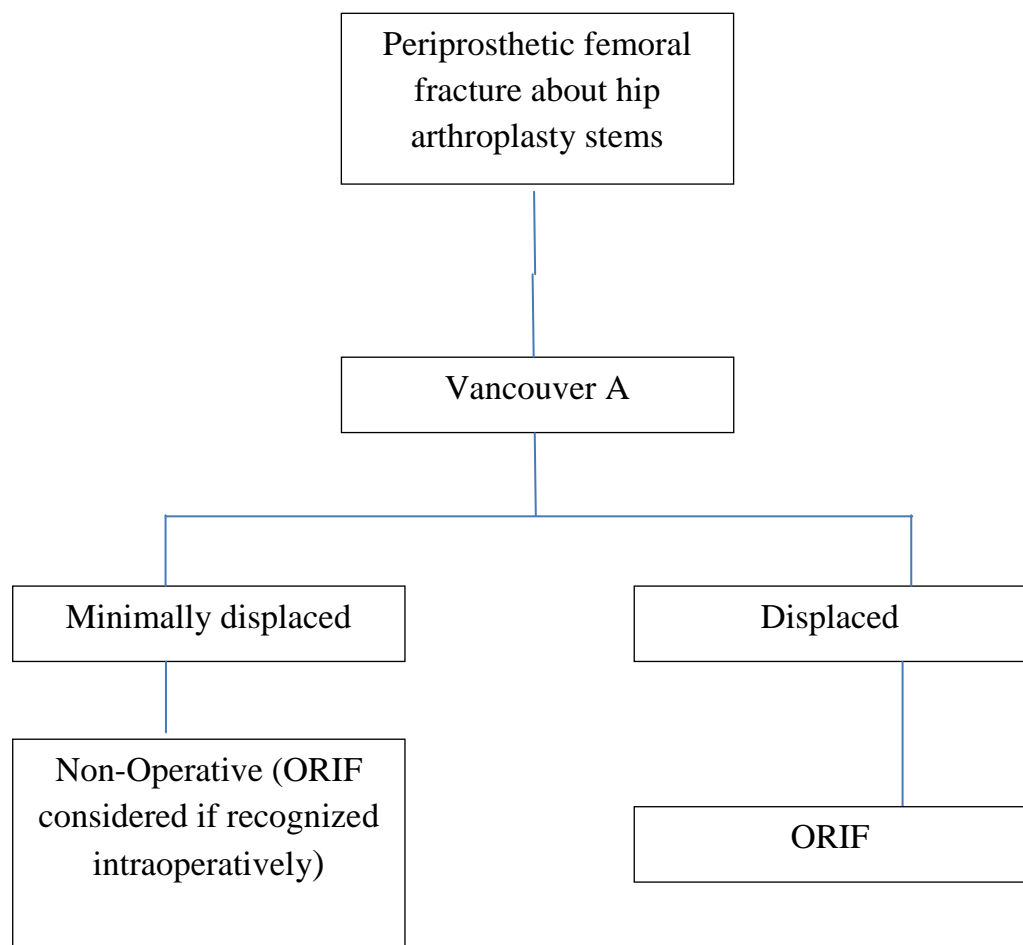 Periprosthetic femoral
fracture about hip
arthroplasty stems
Vancouver A
Minimally displaced
Displaced
Non-Operative (ORIF
considered if recognized
intraoperatively)
ORIF